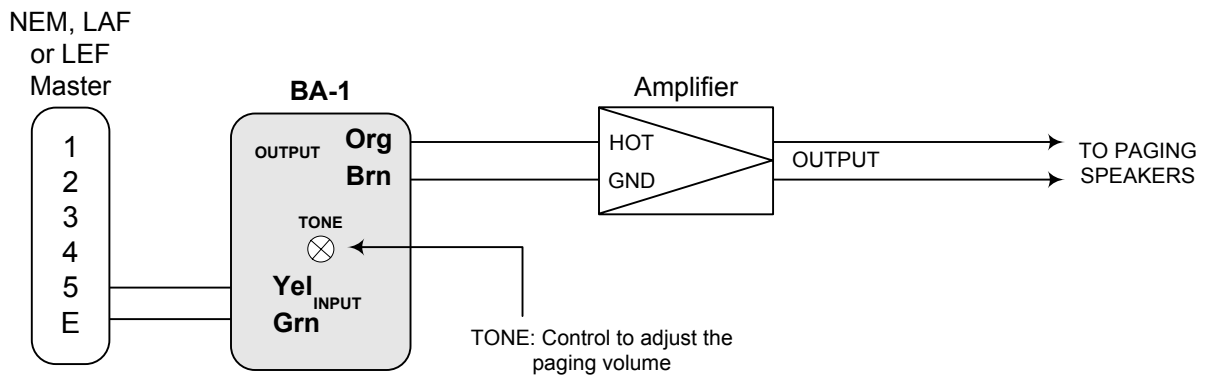 NEM, LAF
or LEF
Master
1
2
3
4
5
E
BA-1
OUTPUT
Org
Brn
TONE
Yel
INPUT
Grn
Amplifier
HOT
GND
OUTPUT
TO PAGING
SPEAKERS
TONE: Control to adjust the
paging volume